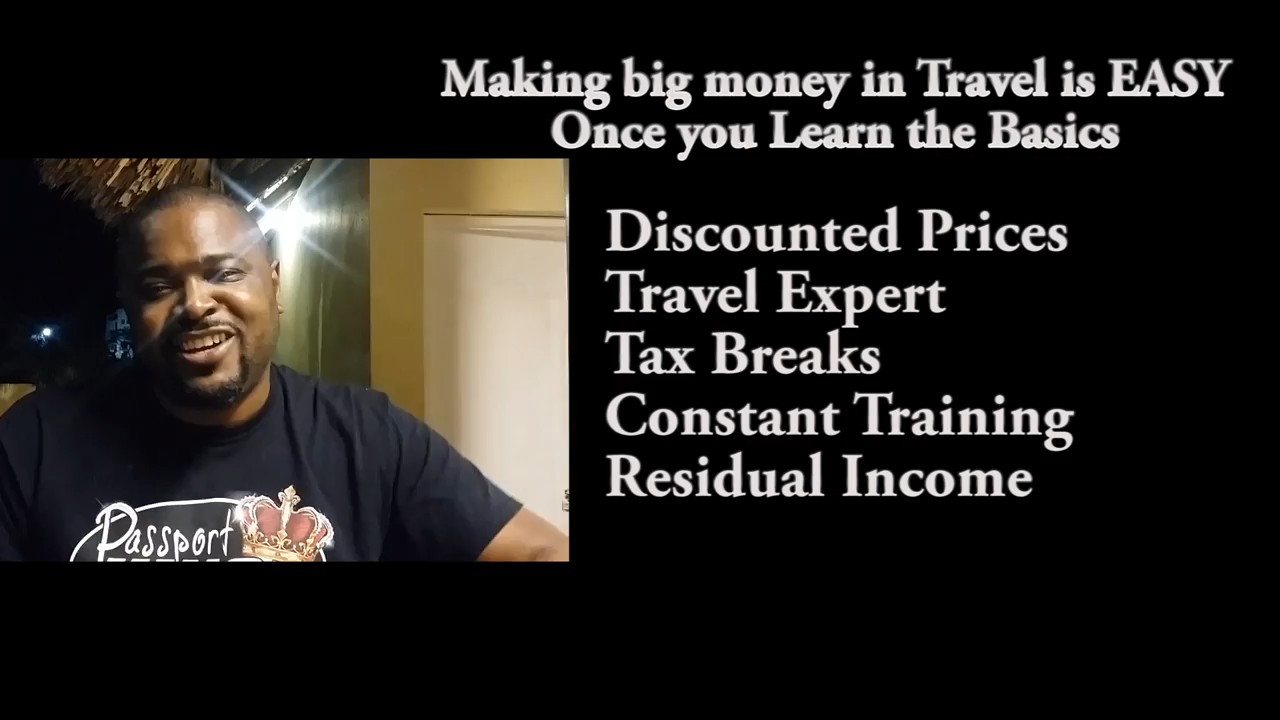 Making big money in Travel is EASY
Once you Learn the Basics
Discounted Prices
Travel Expert
Tax Breaks
Constant Training
Residual Income
Passport